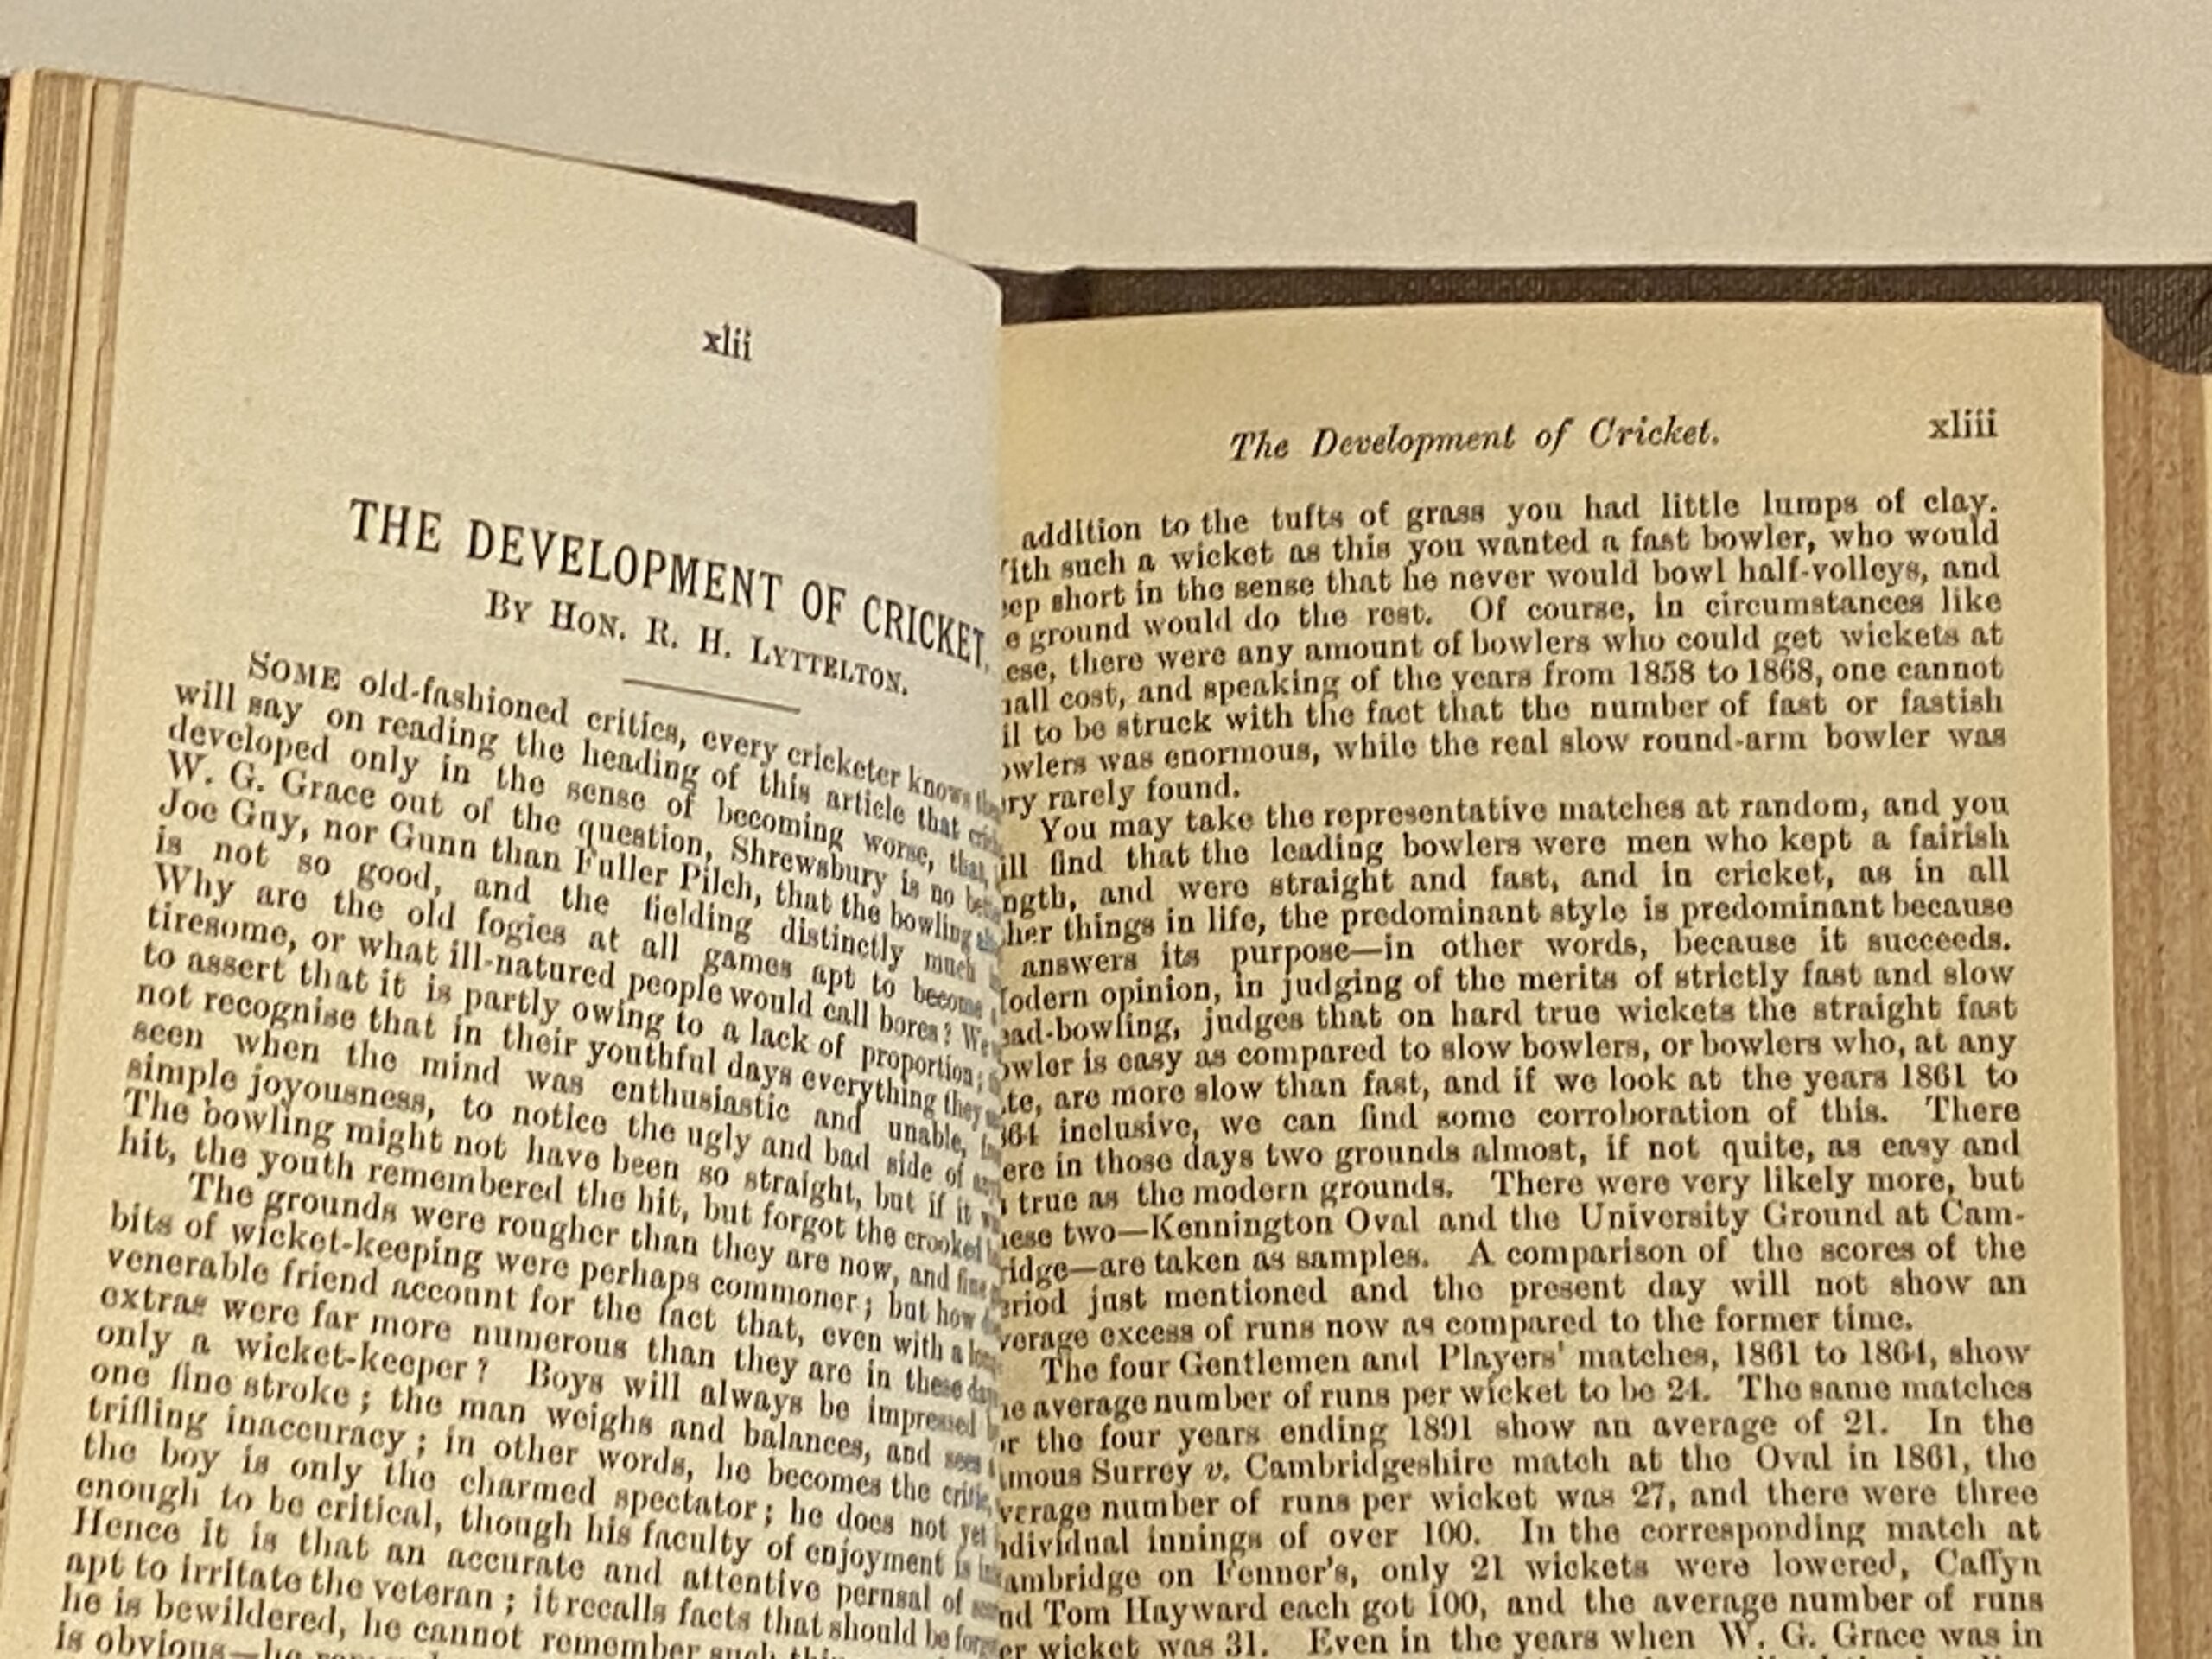 xlii
THE DEVELOPMENT OF CRICKET.
BY HON. R. H. LYTTELTON.
SOME old-fashioned critics, every cricketer knows
will say on reading the heading of this article that
developed only in the sense of becoming worse, that,
W. G. Grace out of the question, Shrewsbury is no
Joe Guy, nor Gunn than Fuller Pilch, that the bowling
is not so good, and the fielding distinctly much
Why are the old fogies at all games apt to become
tiresome, or what ill-natured people would call bores?
to assert that it is partly owing to a lack of proportion;
not recognise that in their youthful days everything they
seen when the mind was enthusiastic and unable,
simple joyousness, to notice the ugly and bad side of
The bowling might not have been so straight, but if it
hit, the youth remembered the hit, but forgot the crooked
The grounds were rougher than they are now, and fine
bits of wicket-keeping were perhaps commoner; but how
venerable friend account for the fact that, even with a
extras were far more numerous than they are in these
only a wicket-keeper? Boys will always be impressed
one fine stroke; the man weighs and balances, and sees
trifling inaccuracy; in other words, he becomes the critic,
the boy is only the charmed spectator; he does not yet
enough to be critical, though his faculty of enjoyment is
Hence it is that an accurate and attentive perusal of
apt to irritate the veteran; it recalls facts that should be
he is bewildered, he cannot remember such
is obvious—he
The Development of Cricket. xliii
addition to the tufts of grass you had little lumps of clay.
such a wicket as this you wanted a fast bowler, who would
short in the sense that he never would bowl half-volleys, and
ground would do the rest. Of course, in circumstances like
there were any amount of bowlers who could get wickets at
cost, and speaking of the years from 1858 to 1868, one cannot
to be struck with the fact that the number of fast or fastish
was enormous, while the real slow round-arm bowler was
rarely found.
You may take the representative matches at random, and you
find that the leading bowlers were men who kept a fairish
and were straight and fast, and in cricket, as in all
things in life, the predominant style is predominant because
answers its purpose—in other words, because it succeeds.
opinion, in judging of the merits of strictly fast and slow
judges that on hard true wickets the straight fast
is easy as compared to slow bowlers, or bowlers who, at any
are more slow than fast, and if we look at the years 1861 to
inclusive, we can find some corroboration of this. There
in those days two grounds almost, if not quite, as easy and
true as the modern grounds. There were very likely more, but
two—Kennington Oval and the University Ground at Cam-
are taken as samples. A comparison of the scores of the
just mentioned and the present day will not show an
excess of runs now as compared to the former time.
The four Gentlemen and Players' matches, 1861 to 1864, show
average number of runs per wicket to be 24. The same matches
the four years ending 1891 show an average of 21. In the
Surrey v. Cambridgeshire match at the Oval in 1861, the
number of runs per wicket was 27, and there were three
innings of over 100. In the corresponding match at
on Fenner's, only 21 wickets were lowered, Caffyn
Tom Hayward each got 100, and the average number of runs
wicket was 31. Even in the years when W. G. Grace was in